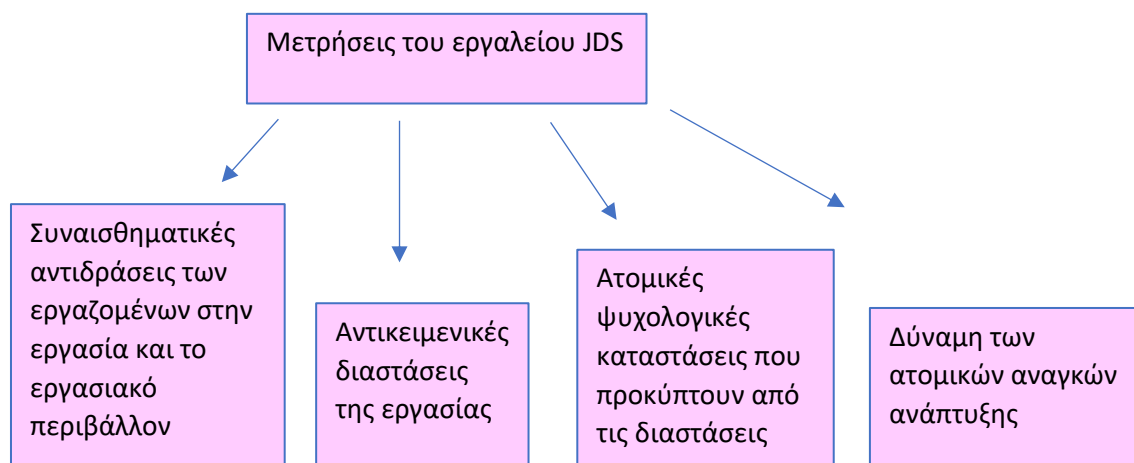 Μετρήσεις του εργαλείου JDS
Συναισθηματικές
αντιδράσεις των
εργαζομένων στην
εργασία και το
εργασιακό
περιβάλλον
Αντικειμενικές
διαστάσεις
της εργασίας
Ατομικές
ψυχολογικές
καταστάσεις που
προκύπτουν από
τις διαστάσεις
Δύναμη των
ατομικών αναγκών
ανάπτυξης